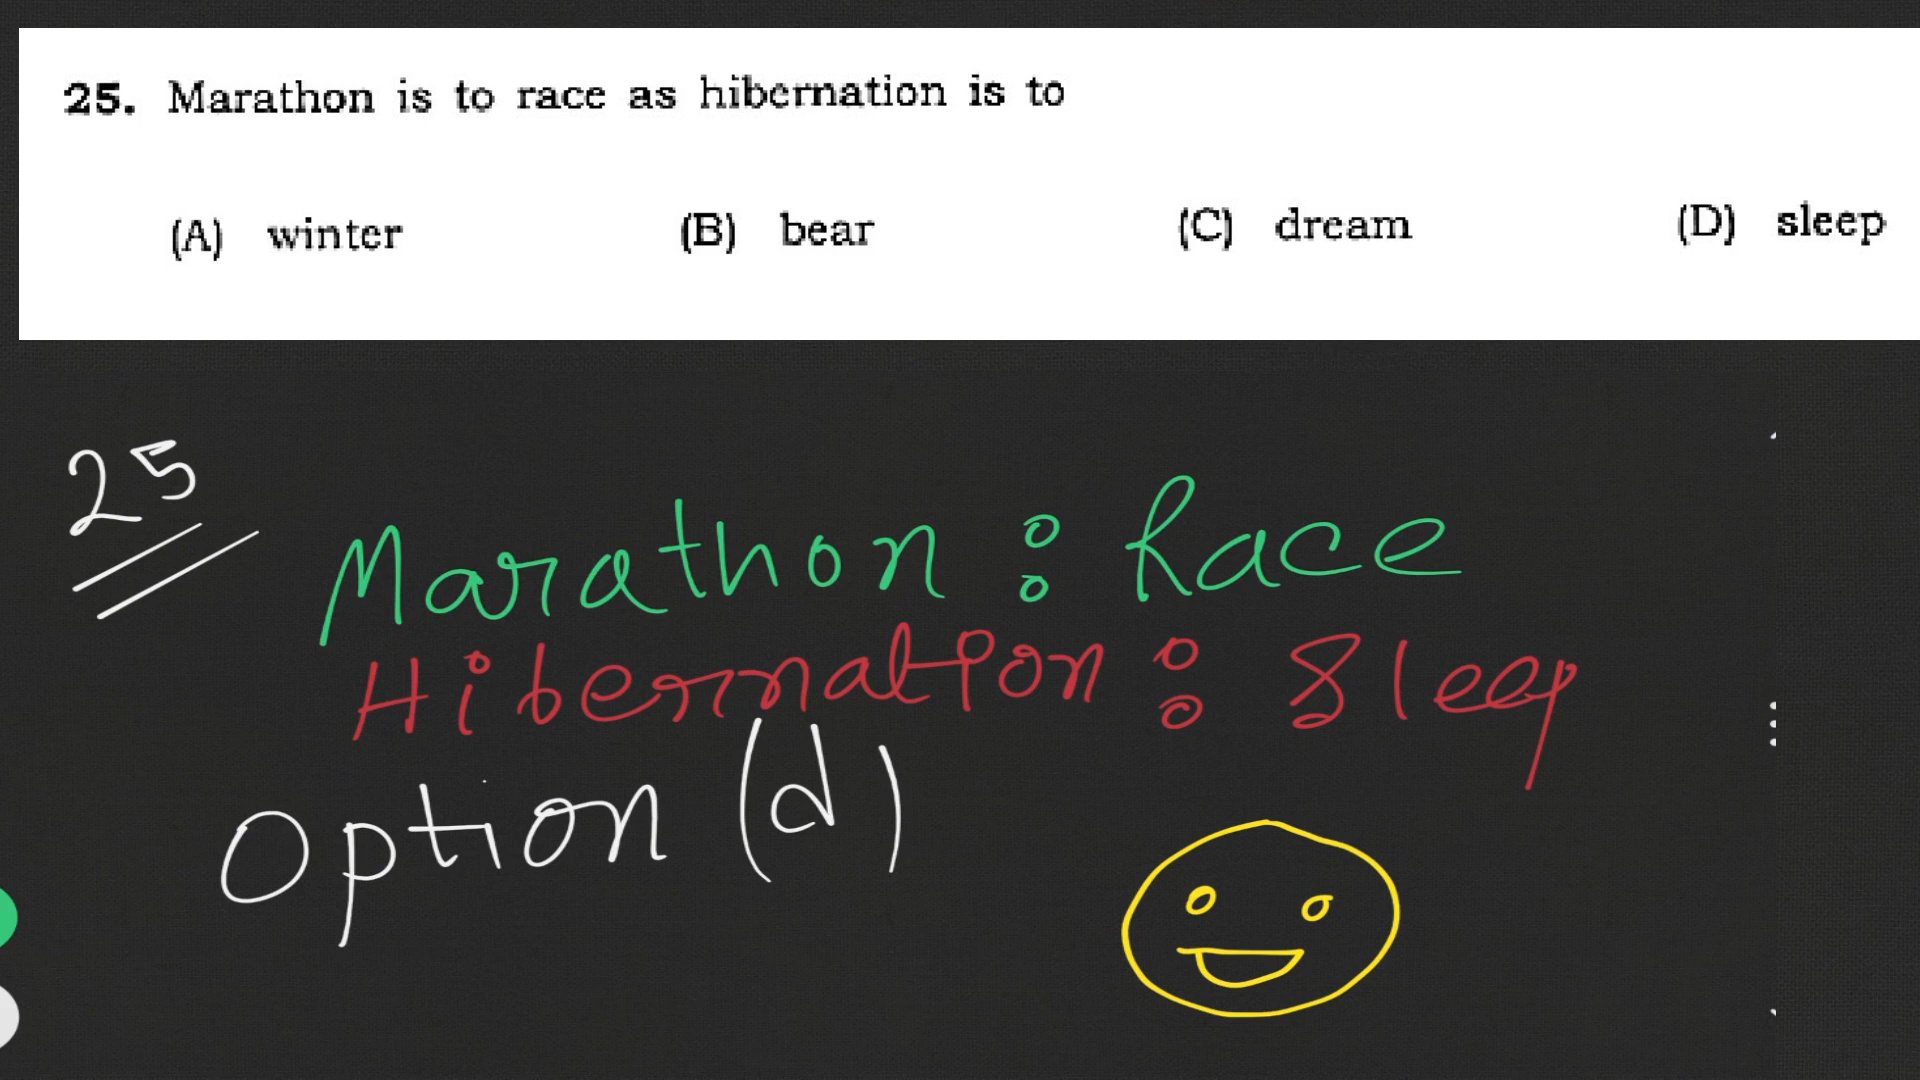 25. Marathon is to race as hibernation is to
(A) winter (B) bear (C) dream (D) sleep
25
Marathon : Race
Hibernation : Sleep
Option (d)